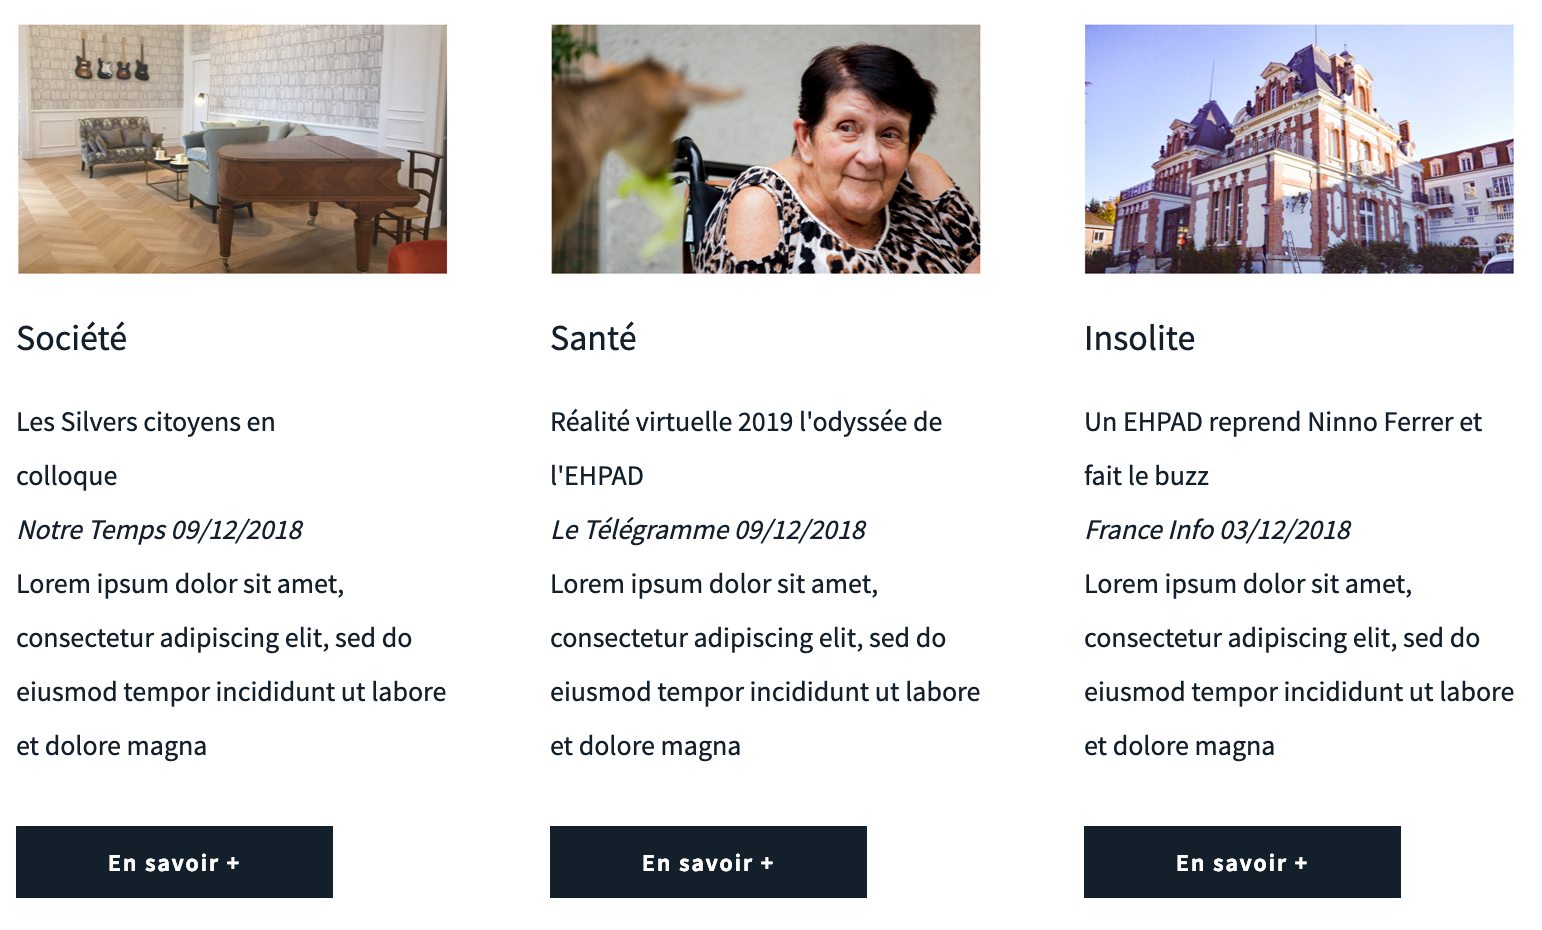 Société
Les Silvers citoyens en
colloque
Notre Temps 09/12/2018
Lorem ipsum dolor sit amet,
consectetur adipiscing elit, sed do
eiusmod tempor incididunt ut labore
et dolore magna
En savoir +
Santé
Réalité virtuelle 2019 l'odyssée de
l'EHPAD
Le Télégramme 09/12/2018
Lorem ipsum dolor sit amet,
consectetur adipiscing elit, sed do
eiusmod tempor incididunt ut labore
et dolore magna
En savoir +
Insolite
Un EHPAD reprend Ninno Ferrer et
fait le buzz
France Info 03/12/2018
Lorem ipsum dolor sit amet,
consectetur adipiscing elit, sed do
eiusmod tempor incididunt ut labore
et dolore magna
En savoir +